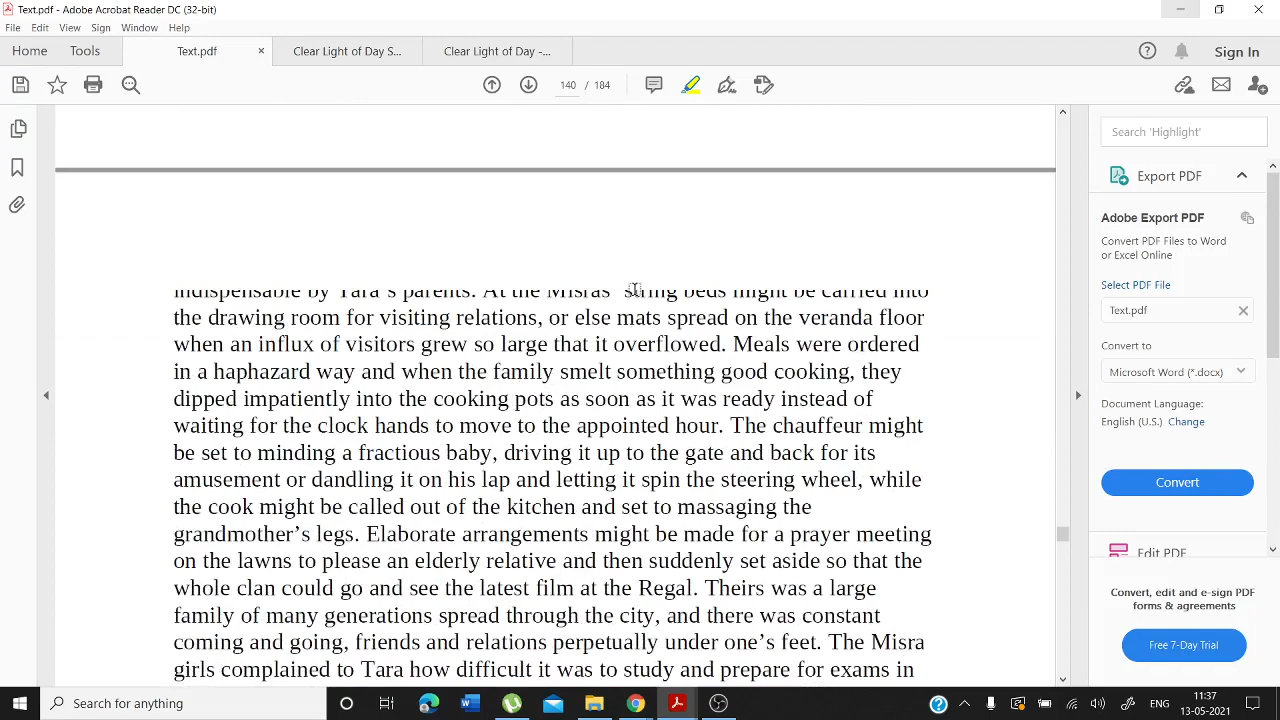 Text.pdf - Adobe Acrobat Reader DC (32-bit)
File Edit View Sign Window Help
Home Tools Text.pdf × Clear Light of Day S... Clear Light of Day -... Sign In
140 / 184
indispensable by Tara's parents. At the Misras' string beds might be carried into
the drawing room for visiting relations, or else mats spread on the veranda floor
when an influx of visitors grew so large that it overflowed. Meals were ordered
in a haphazard way and when the family smelt something good cooking, they
dipped impatiently into the cooking pots as soon as it was ready instead of
waiting for the clock hands to move to the appointed hour. The chauffeur might
be set to minding a fractious baby, driving it up to the gate and back for its
amusement or dandling it on his lap and letting it spin the steering wheel, while
the cook might be called out of the kitchen and set to massaging the
grandmother's legs. Elaborate arrangements might be made for a prayer meeting
on the lawns to please an elderly relative and then suddenly set aside so that the
whole clan could go and see the latest film at the Regal. Theirs was a large
family of many generations spread through the city, and there was constant
coming and going, friends and relations perpetually under one's feet. The Misra
girls complained to Tara how difficult it was to study and prepare for exams in
Search 'Highlight'
Export PDF
Adobe Export PDF
Convert PDF Files to Word
or Excel Online
Select PDF File
Text.pdf
Convert to
Microsoft Word (*.docx)
Document Language:
English (U.S.) Change
Convert
Edit PDF
Convert, edit and e-sign PDF
forms & agreements
Free 7-Day Trial
Search for anything
ENG
11:37
13-05-2021